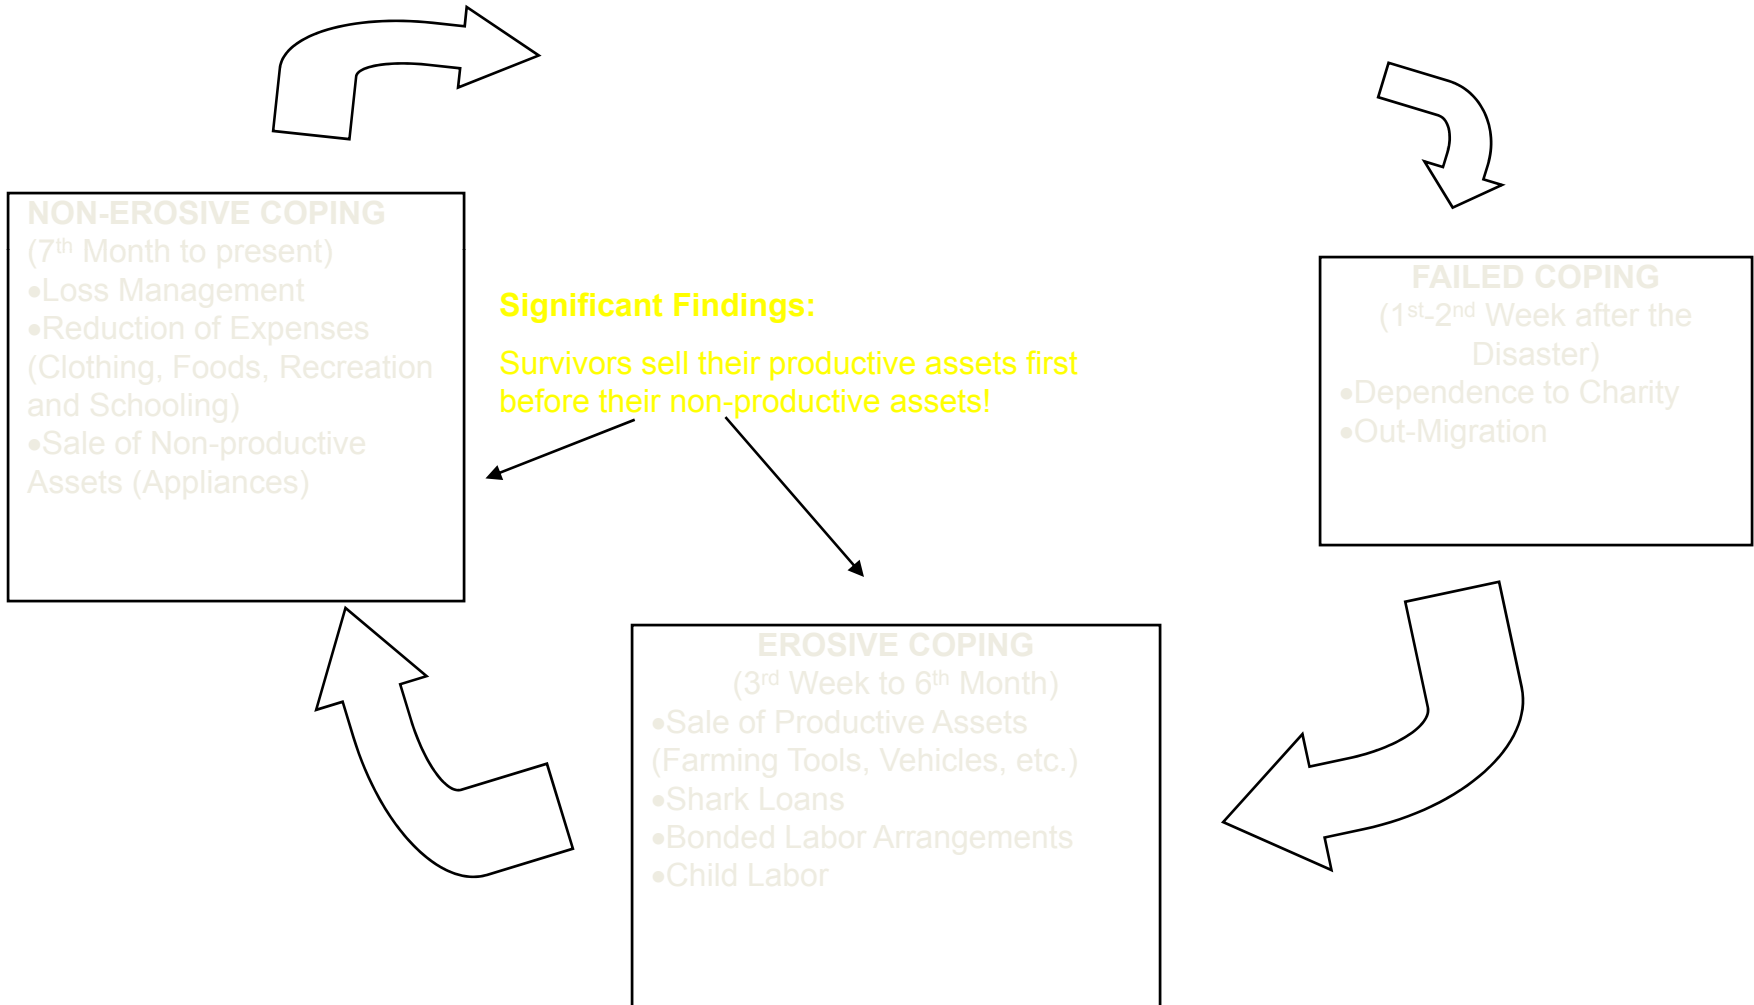 NON-EROSIVE COPING
(7th Month to present)
•Loss Management
•Reduction of Expenses
(Clothing, Foods, Recreation
and Schooling)
•Sale of Non-productive
Assets (Appliances)
Significant Findings:
Survivors sell their productive assets first
before their non-productive assets!
FAILED COPING
(1st-2nd Week after the
Disaster)
•Dependence to Charity
•Out-Migration
EROSIVE COPING
(3rd Week to 6th Month)
•Sale of Productive Assets
(Farming Tools, Vehicles, etc.)
•Shark Loans
•Bonded Labor Arrangements
•Child Labor